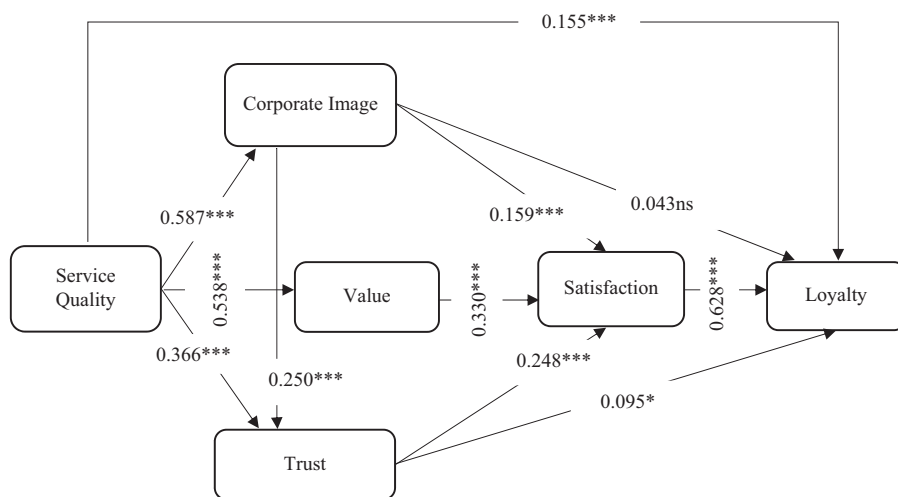 0.155***
Corporate Image
0.587***
0.159***
0.043ns
Service
Quality
0.538***
Value
0.330***
Satisfaction
0.628***
Loyalty
0.366***
0.250***
0.248***
0.095*
Trust